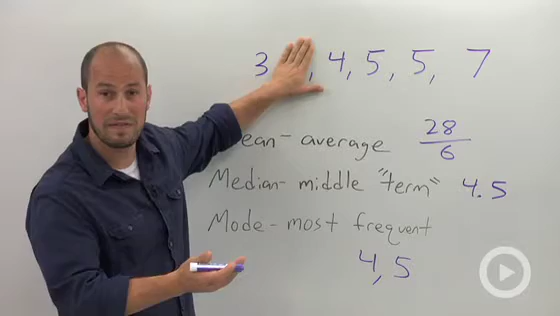 3 , 4, 5, 5, 7
ean- average 28/6
Median- middle "term" 4.5
Mode- most frequent
4, 5